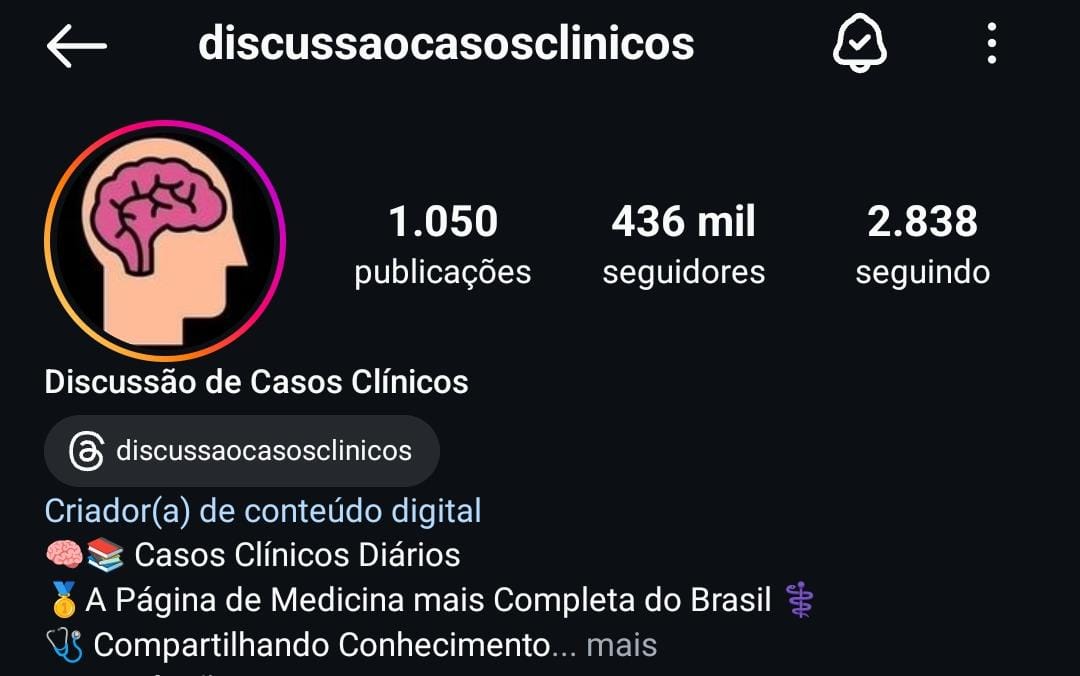 discussaocasosclinicos
1.050 436 mil 2.838
publicações seguidores seguindo
Discussão de Casos Clínicos
discussaocasosclinicos
Criador(a) de conteúdo digital
🧠📚 Casos Clínicos Diários
🥇A Página de Medicina mais Completa do Brasil ⚕️
🩺 Compartilhando Conhecimento... mais